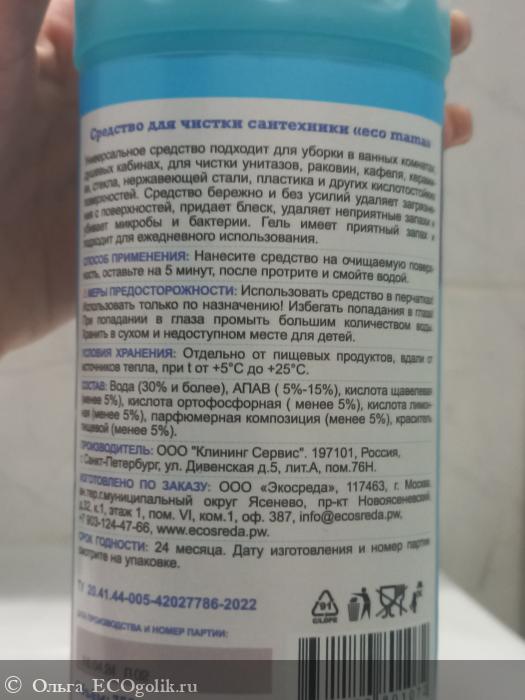 Средство для чистки сантехники «eco mama»
Универсальное средство подходит для уборки в ванных комнатах,
душевых кабинах, для чистки унитазов, раковин, кафеля,
стекла, нержавеющей стали, пластика и других кислотостойких
поверхностей. Средство бережно и без усилий удаляет
с поверхностей, придает блеск, удаляет неприятные запахи и
убивает микробы и бактерии. Гель имеет приятный запах и
подходит для ежедневного использования.
СПОСОБ ПРИМЕНЕНИЯ: Нанесите средство на очищаемую поверх-
ность, оставьте на 5 минут, после протрите и смойте водой.
МЕРЫ ПРЕДОСТОРОЖНОСТИ: Использовать средство в перчатках!
Использовать только по назначению! Избегать попадания в глаза!
При попадании в глаза промыть большим количеством воды.
Хранить в сухом и недоступном месте для детей.
УСЛОВИЯ ХРАНЕНИЯ: Отдельно от пищевых продуктов, вдали от
источников тепла, при t от +5°C до +25°C.
СОСТАВ: Вода (30% и более), АПАВ ( 5%-15%), кислота щавелевая
(менее 5%), кислота ортофосфорная ( менее 5%), кислота лимон-
ная (менее 5%), парфюмерная композиция (менее 5%), краситель
пищевой (менее 5%).
ПРОИЗВОДИТЕЛЬ: ООО "Клининг Сервис". 197101, Россия,
г.Санкт-Петербург, ул. Дивенская д.5, лит.А, пом.76Н.
ИЗГОТОВЛЕНО ПО ЗАКАЗУ: ООО «Экосреда», 117463, г. Москва,
вн.тер.г.муниципальный округ Ясенево, пр-кт Новоясеневский,
д.32, к.1, этаж 1, пом. VI, ком.1, оф. 387, info@ecosreda.pw,
+7 903-124-47-66, www.ecosreda.pw.
СРОК ГОДНОСТИ: 24 месяца. Дату изготовления и номер партии
смотрите на упаковке.
ТУ 20.41.44-005-42027786-2022
91
C/LDPE
ДАТА ПРОИЗВОДСТВА И НОМЕР ПАРТИИ:
© Ольга ECOgolik.ru